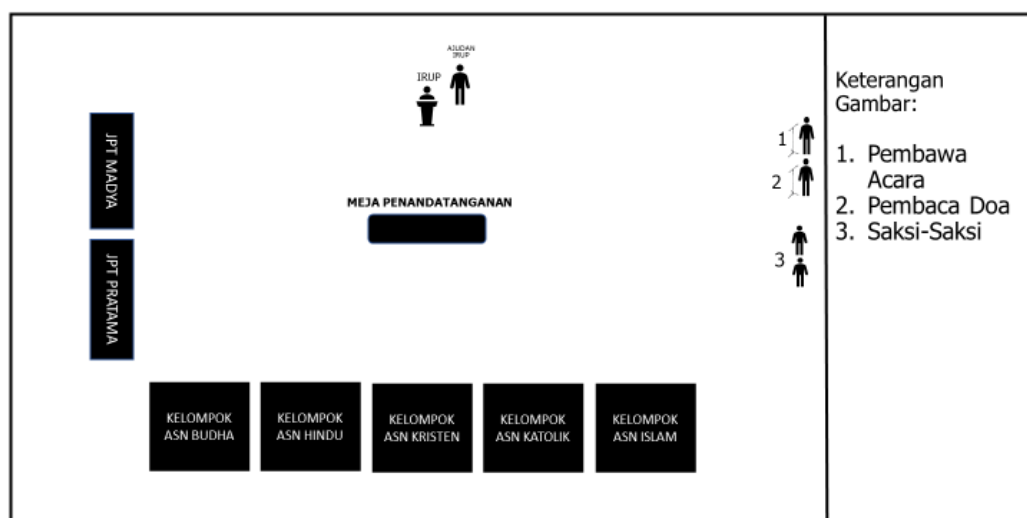 AJUDAN
IRUP
IRUP
JPT MADYA
JPT PRATAMA
MEJA PENANDATANGANAN
1
2
3
KELOMPOK
ASN BUDHA
KELOMPOK
ASN HINDU
KELOMPOK
ASN KRISTEN
KELOMPOK
ASN KATOLIK
KELOMPOK
ASN ISLAM
Keterangan
Gambar:
1. Pembawa
Acara
2. Pembaca Doa
3. Saksi-Saksi